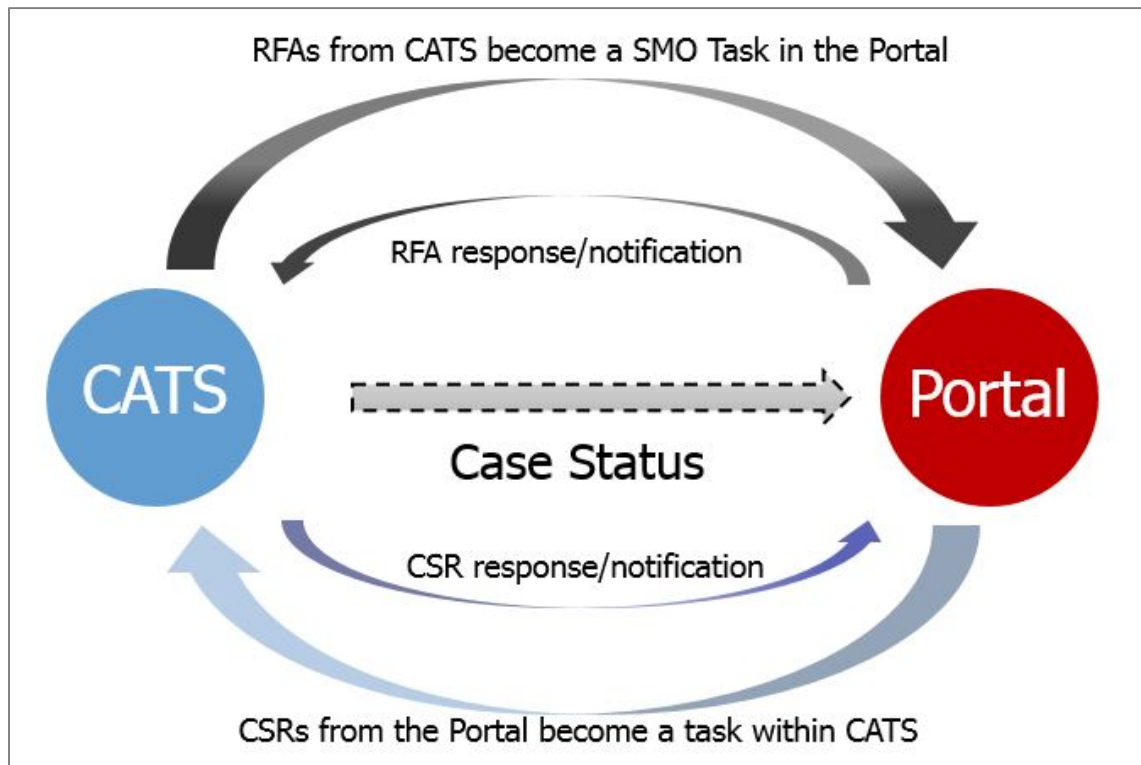 RFAs from CATS become a SMO Task in the Portal
RFA response/notification
CATS
Portal
Case Status
CSR response/notification
CSRs from the Portal become a task within CATS